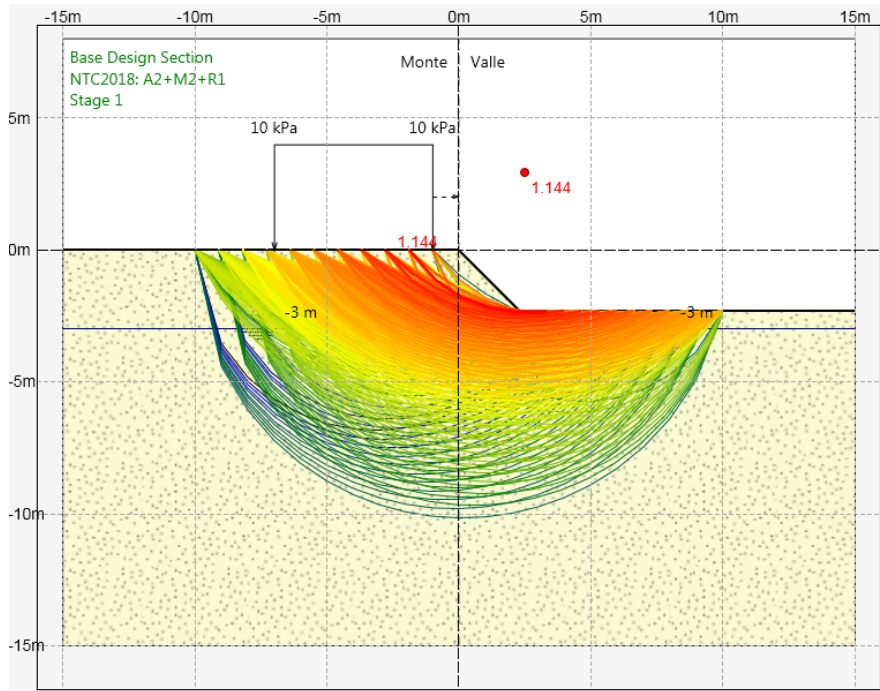 -15m -10m -5m 0m 5m 10m 15m
Base Design Section
NTC2018: A2+M2+R1
Stage 1
Monte Valle
5m
10 kPa 10 kPa
1.144
0m
1.144
-3 m -3 m
-5m
-10m
-15m